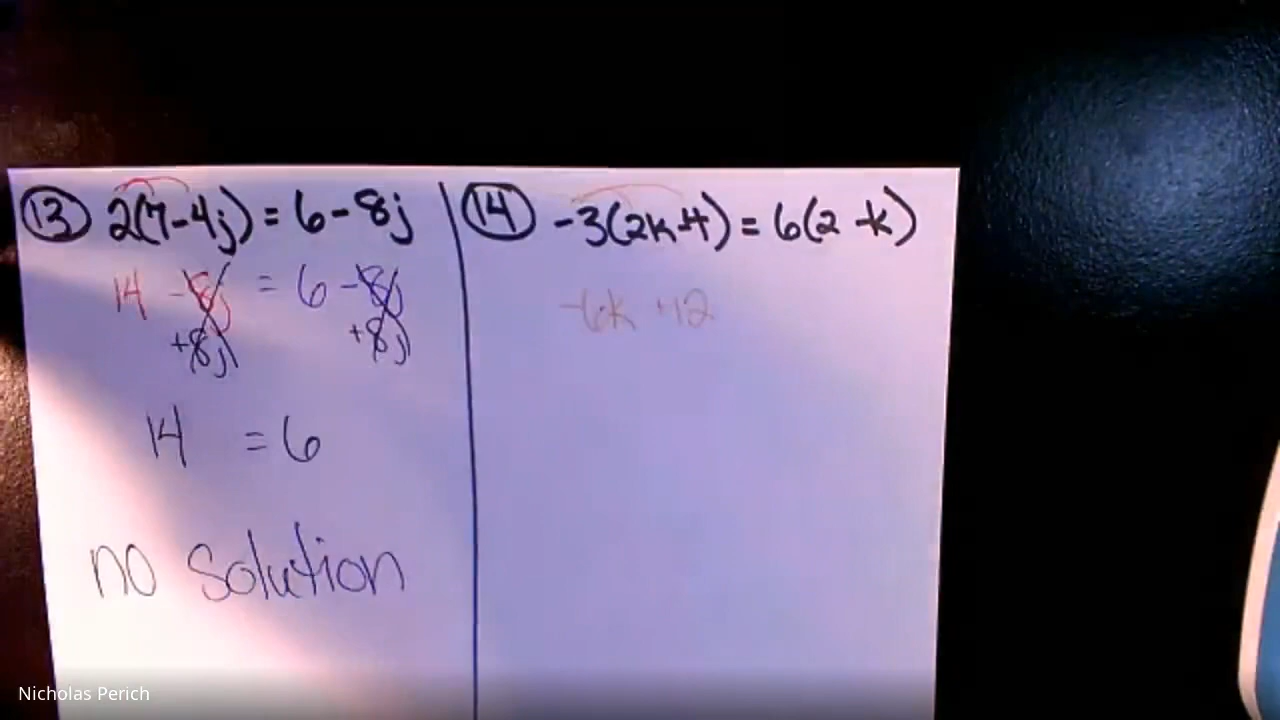 13 2(7-4j) = 6-8j
14 -8j = 6-8j
+8j +8j
14 = 6
no solution
14 -3(2k-4) = 6(2-k)
-6k +12
Nicholas Perich